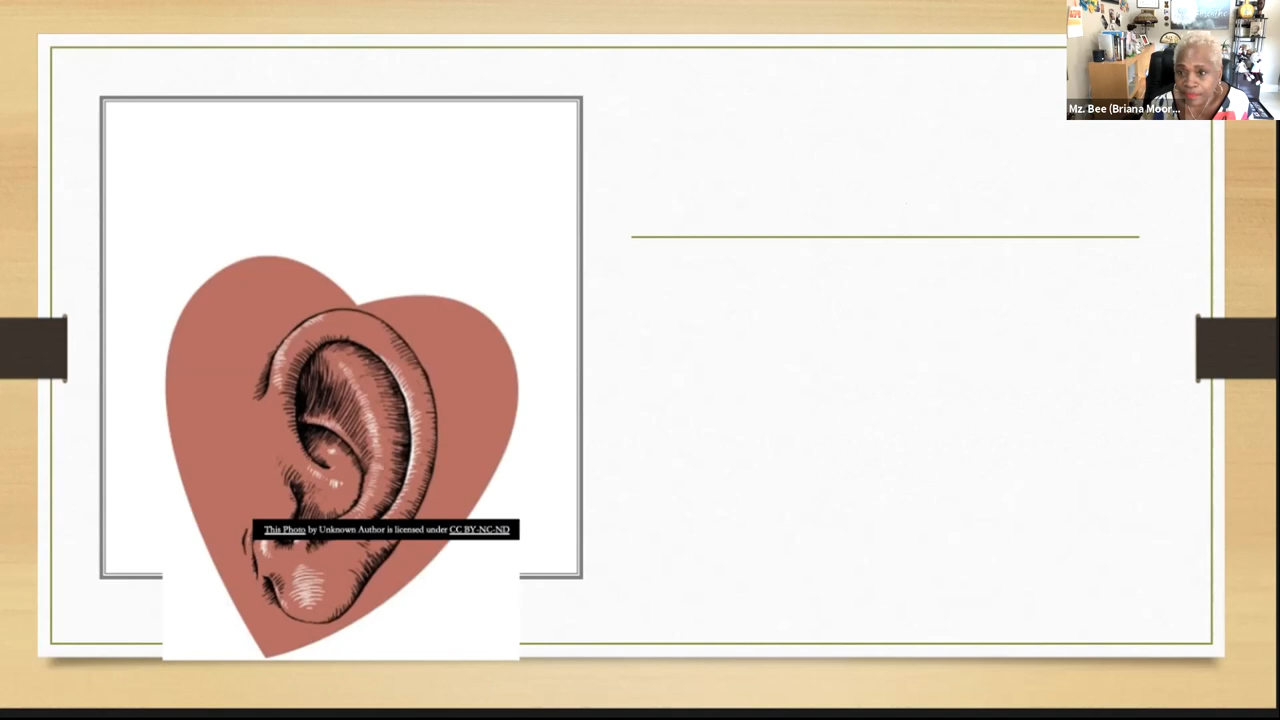 Mz. Bee (Briana Moor...
This Photo by Unknown Author is licensed under CC BY-NC-ND